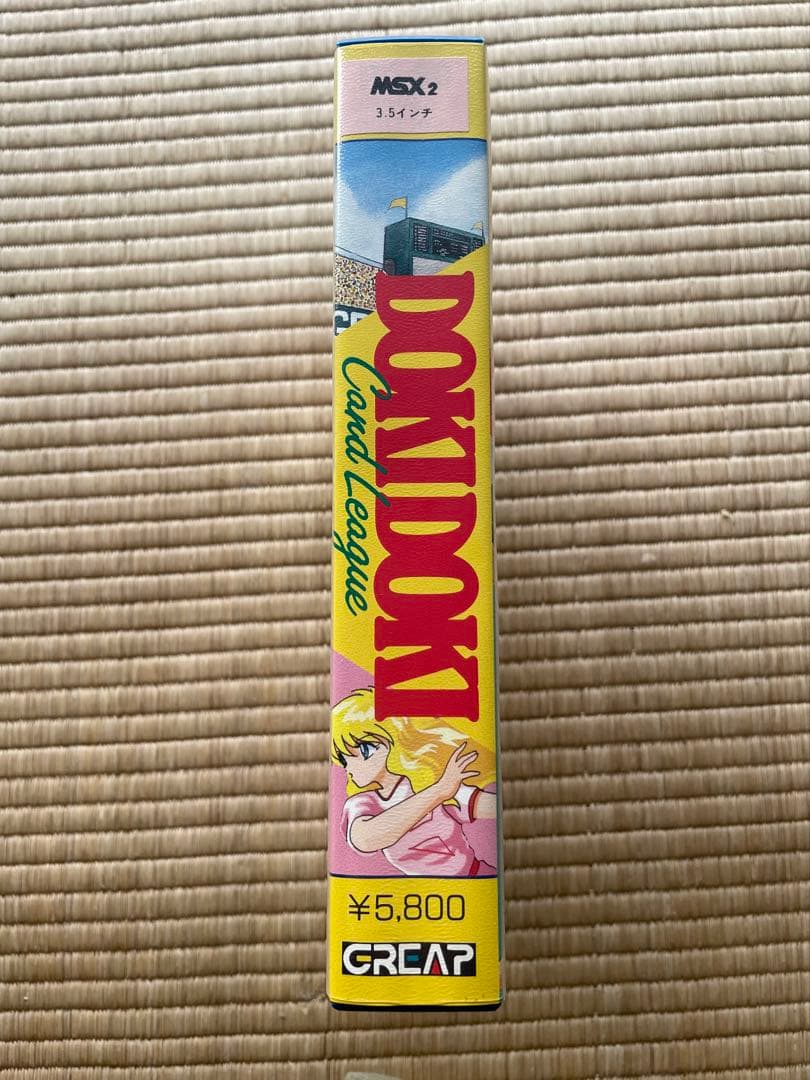 MSX2
3.5インチ
DOKIDOKI
Card League
¥5,800
GREAP